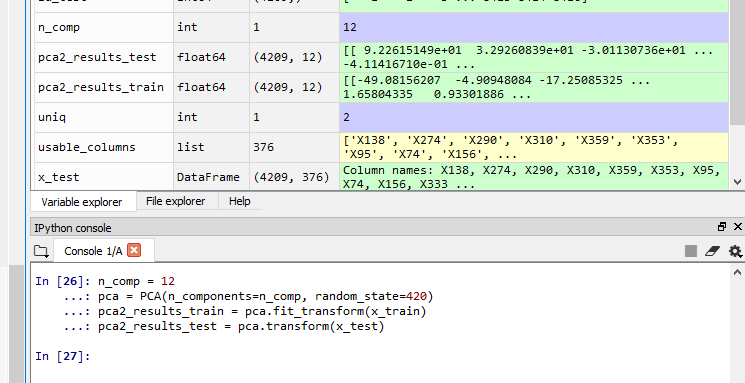 n_comp int 1 12
pca2_results_test float64 (4209, 12) [[ 9.22615149e+01 3.29260839e+01 -3.01130736e+01 ...
-4.11416710e-01 ...
pca2_results_train float64 (4209, 12) [[-49.08156207 -4.90948084 -17.25085325 ...
1.65804335 0.93301886 ...
uniq int 1 2
usable_columns list 376 ['X138', 'X274', 'X290', 'X310', 'X359', 'X353',
'X95', 'X74', 'X156', ...
x_test DataFrame (4209, 376) Column names: X138, X274, X290, X310, X359, X353, X95,
X74, X156, X333 ...
Variable explorer File explorer Help
IPython console
Console 1/A
In [26]: n_comp = 12
...: pca = PCA(n_components=n_comp, random_state=420)
...: pca2_results_train = pca.fit_transform(x_train)
...: pca2_results_test = pca.transform(x_test)
In [27]: